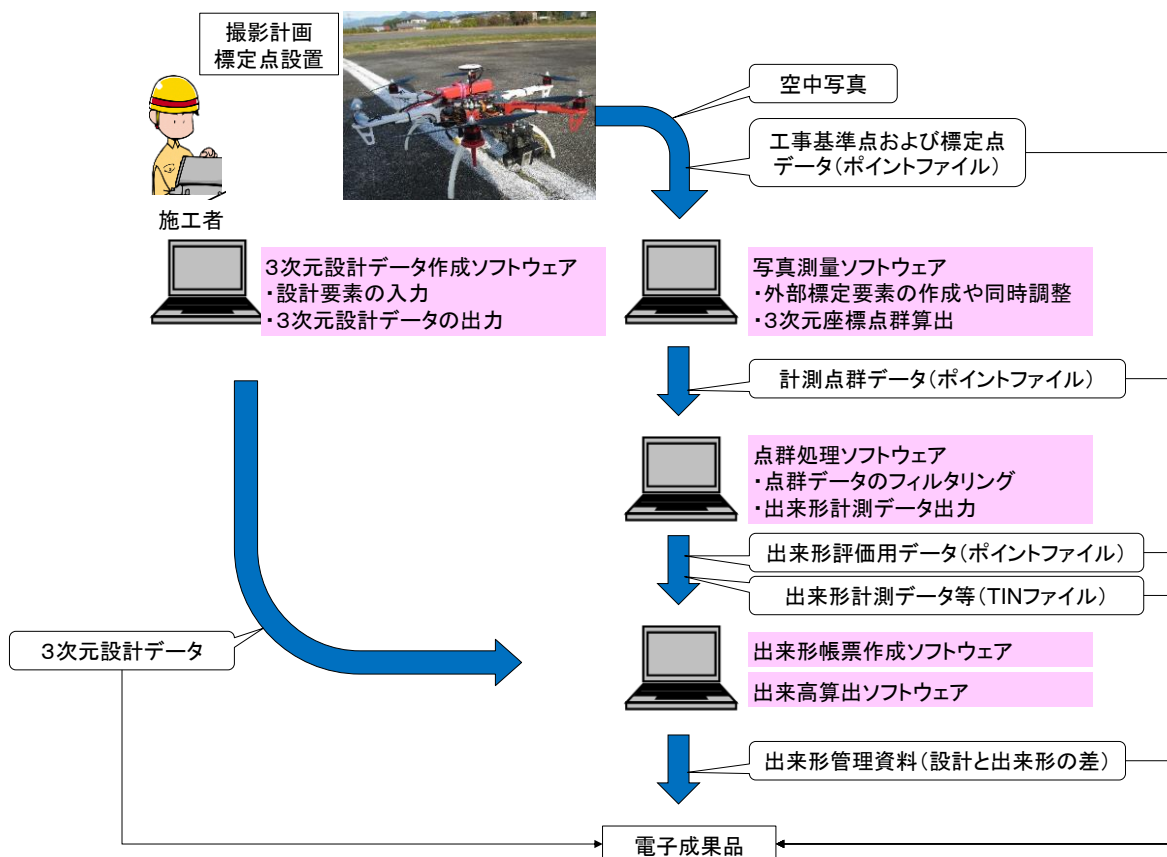 撮影計画
標定点設置
空中写真
工事基準点および標定点
データ(ポイントファイル)
施工者
3次元設計データ作成ソフトウェア
・設計要素の入力
・3次元設計データの出力
写真測量ソフトウェア
・外部標定要素の作成や同時調整
・3次元座標点群算出
計測点群データ(ポイントファイル)
点群処理ソフトウェア
・点群データのフィルタリング
・出来形計測データ出力
出来形評価用データ(ポイントファイル)
出来形計測データ等(TINファイル)
3次元設計データ
出来形帳票作成ソフトウェア
出来高算出ソフトウェア
出来形管理資料(設計と出来形の差)
電子成果品